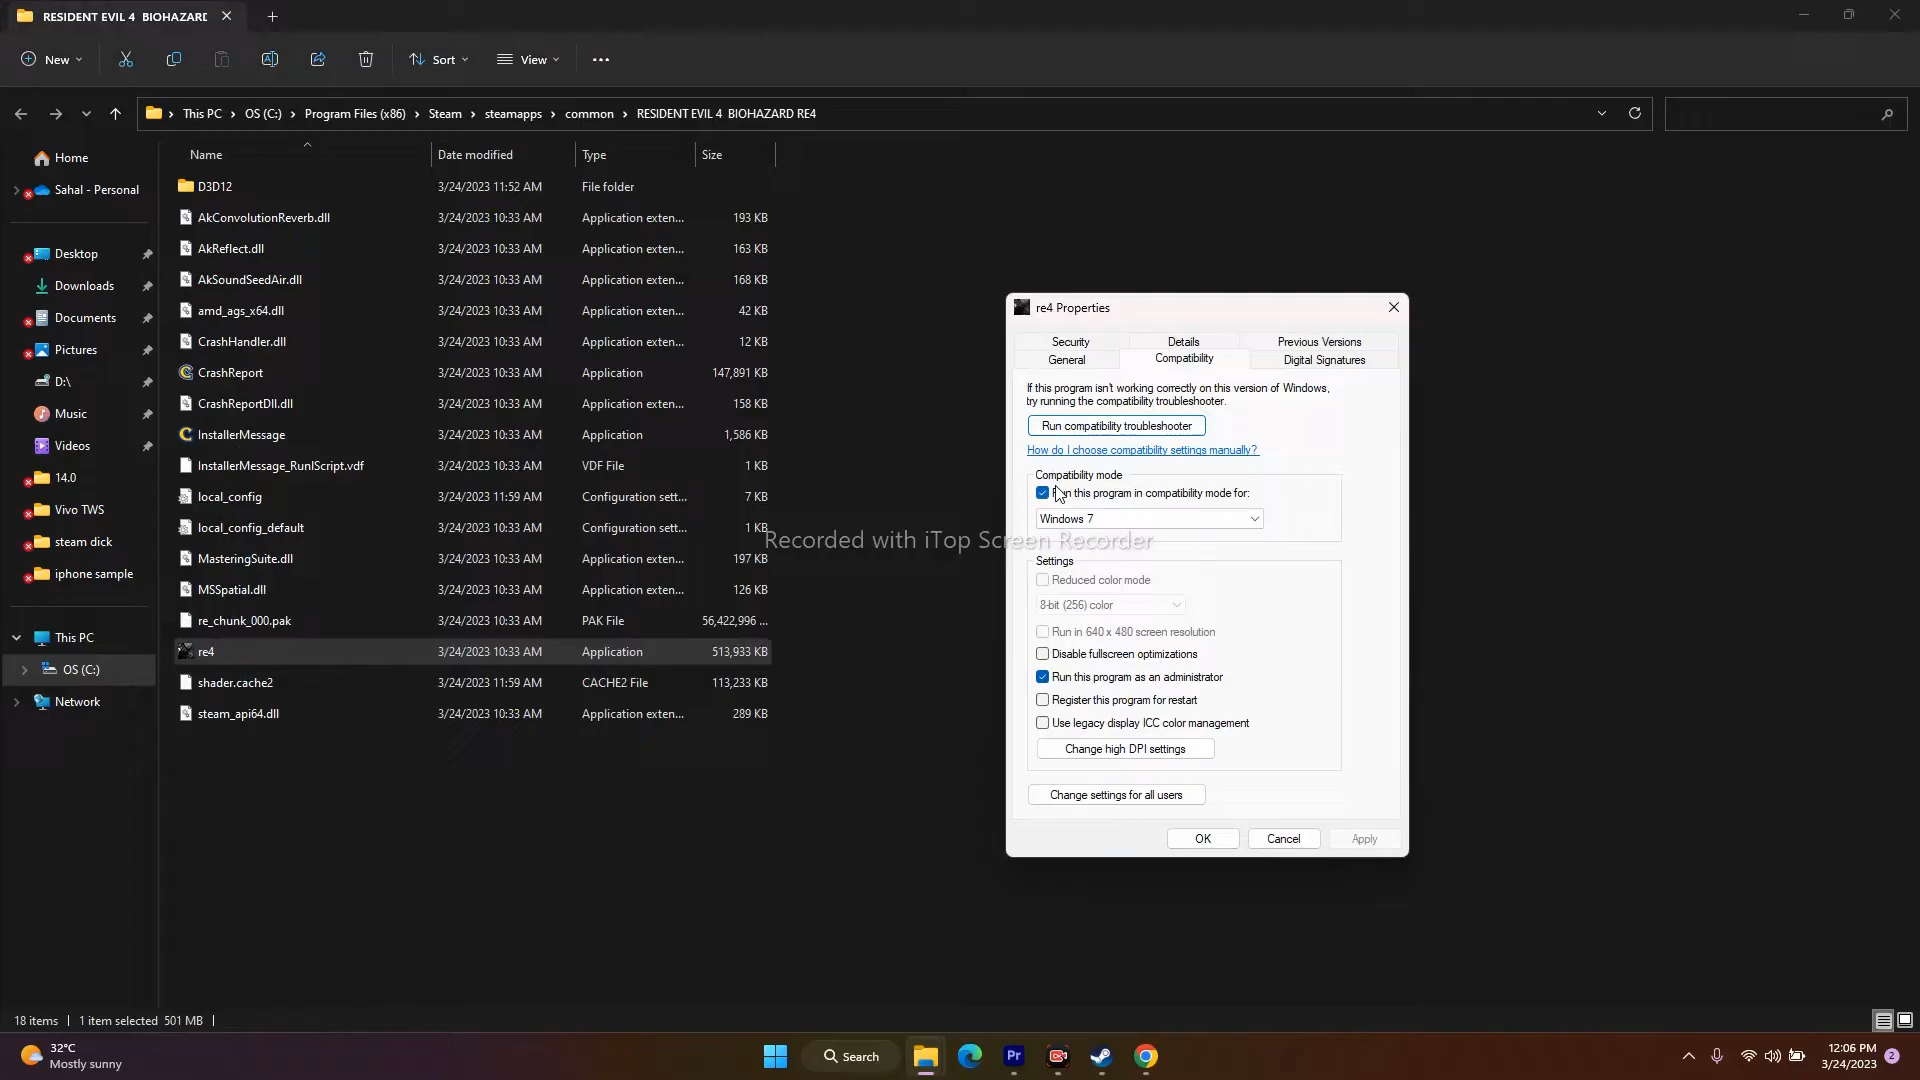 RESIDENT EVIL 4 BIOHAZARD
New
Sort
View
This PC
OS (C:)
Program Files (x86)
Steam
steamapps
common
RESIDENT EVIL 4 BIOHAZARD RE4
Home
Sahal - Personal
Desktop
Downloads
Documents
Pictures
D:\
Music
Videos
14.0
Vivo TWS
steam dick
iphone sample
This PC
OS (C:)
Network
Name Date modified Type Size
D3D12 3/24/2023 11:52 AM File folder
AkConvolutionReverb.dll 3/24/2023 10:33 AM Application exten... 193 KB
AkReflect.dll 3/24/2023 10:33 AM Application exten... 163 KB
AkSoundSeedAir.dll 3/24/2023 10:33 AM Application exten... 168 KB
amd_ags_x64.dll 3/24/2023 10:33 AM Application exten... 42 KB
CrashHandler.dll 3/24/2023 10:33 AM Application exten... 12 KB
CrashReport 3/24/2023 10:33 AM Application 147,891 KB
CrashReportDll.dll 3/24/2023 10:33 AM Application exten... 158 KB
InstallerMessage 3/24/2023 10:33 AM Application 1,586 KB
InstallerMessage_RunIScript.vdf 3/24/2023 10:33 AM VDF File 1 KB
local_config 3/24/2023 11:59 AM Configuration sett... 7 KB
local_config_default 3/24/2023 10:33 AM Configuration sett... 1 KB
MasteringSuite.dll 3/24/2023 10:33 AM Application exten... 197 KB
MSSpatial.dll 3/24/2023 10:33 AM Application exten... 126 KB
re_chunk_000.pak 3/24/2023 10:33 AM PAK File 56,422,996 ...
re4 3/24/2023 10:33 AM Application 513,933 KB
shader.cache2 3/24/2023 11:59 AM CACHE2 File 113,233 KB
steam_api64.dll 3/24/2023 10:33 AM Application exten... 289 KB
Recorded with iTop Screen Recorder
re4 Properties
Security Details Previous Versions
General Compatibility Digital Signatures
If this program isn't working correctly on this version of Windows,
try running the compatibility troubleshooter.
Run compatibility troubleshooter
How do I choose compatibility settings manually?
Compatibility mode
this program in compatibility mode for:
Windows 7
Settings
Reduced color mode
8-bit (256) color
Run in 640 x 480 screen resolution
Disable fullscreen optimizations
Run this program as an administrator
Register this program for restart
Use legacy display ICC color management
Change high DPI settings
Change settings for all users
OK Cancel Apply
18 items 1 item selected 501 MB
32°C
Mostly sunny
Search
Pr
12:06 PM
3/24/2023
2